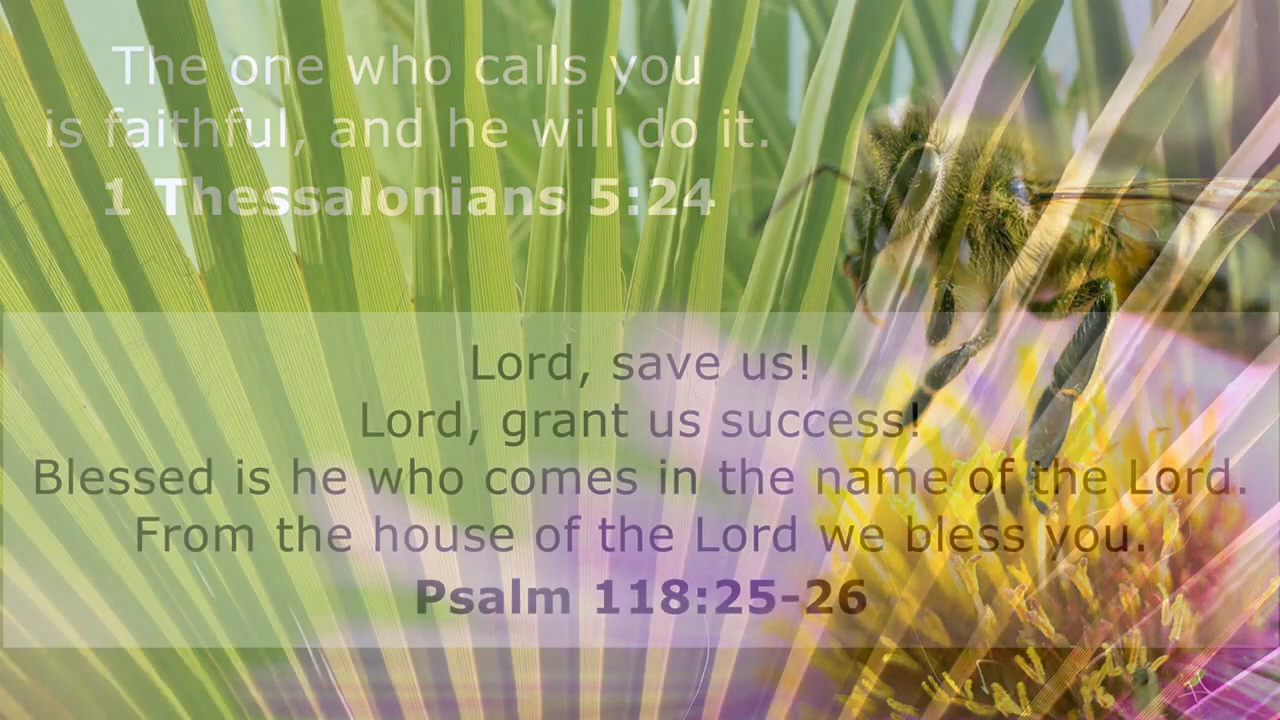 The one who calls you
is faithful, and he will do it.
1 Thessalonians 5:24
Lord, save us!
Lord, grant us success!
Blessed is he who comes in the name of the Lord.
From the house of the Lord we bless you.
Psalm 118:25-26